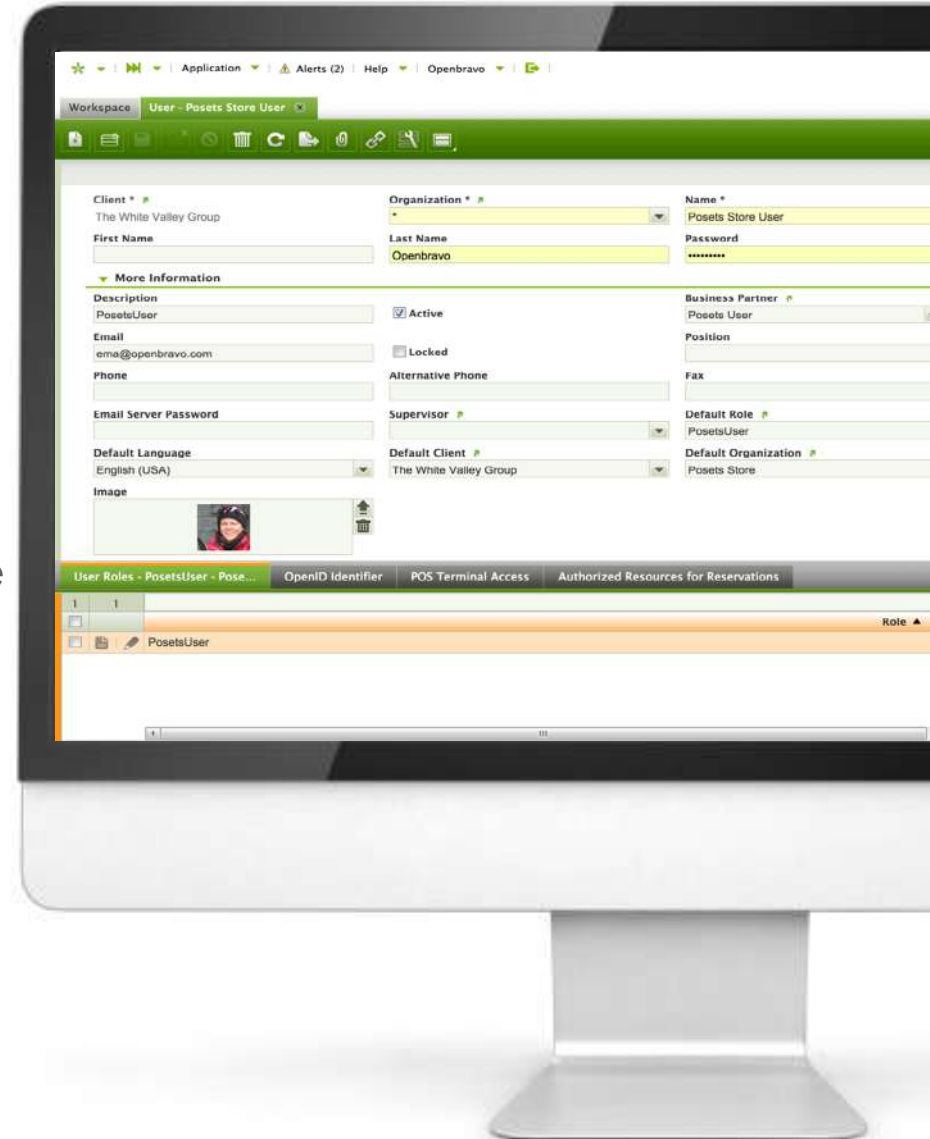 Application Alerts (2) Help Openbravo
Workspace User - Posets Store User
Client * Organization * Name *
The White Valley Group * Posets Store User
First Name Last Name Password
Openbravo •••••••••
More Information
Description Business Partner
PosetsUser Active Posets User
Email Position
ema@openbravo.com Locked
Phone Alternative Phone Fax
Email Server Password Supervisor Default Role
PosetsUser
Default Language Default Client Default Organization
English (USA) The White Valley Group Posets Store
Image
e
User Roles - PosetsUser - Pose... OpenID Identifier POS Terminal Access Authorized Resources for Reservations
1 1
Role
PosetsUser